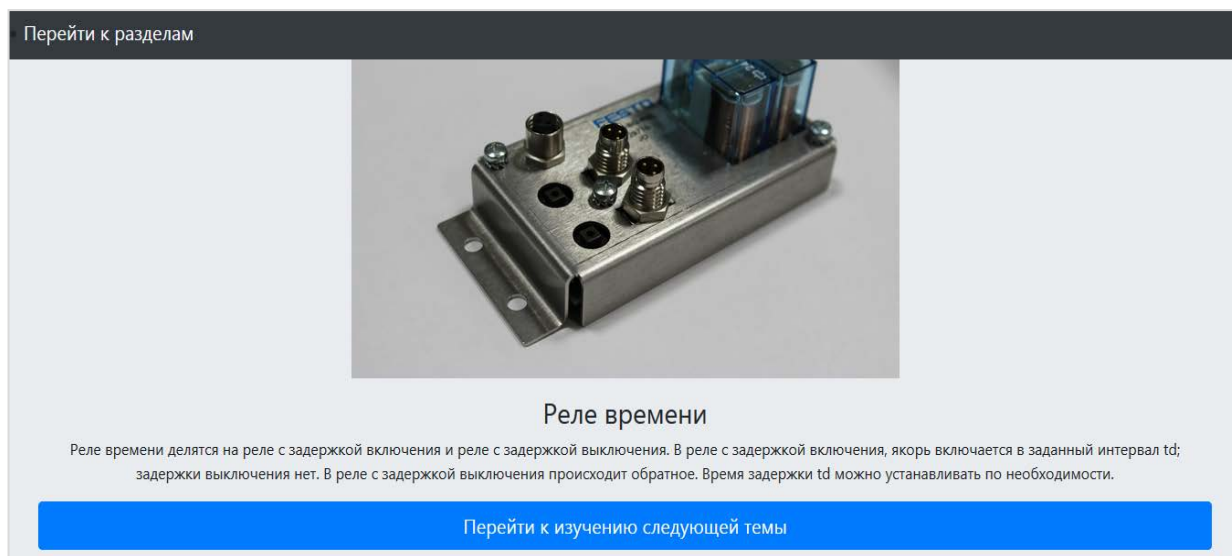 Перейти к разделам
FESTO
Реле времени
Реле времени делятся на реле с задержкой включения и реле с задержкой выключения. В реле с задержкой включения, якорь включается в заданный интервал td;
задержки выключения нет. В реле с задержкой выключения происходит обратное. Время задержки td можно устанавливать по необходимости.
Перейти к изучению следующей темы